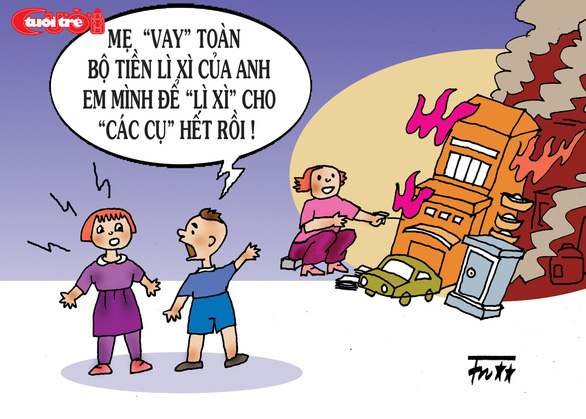 tuổi trẻ
CƯỜI
MẸ "VAY" TOÀN
BỘ TIỀN LÌ XÌ CỦA ANH
EM MÌNH ĐỂ "LÌ XÌ" CHO
"CÁC CỤ" HẾT RỒI !